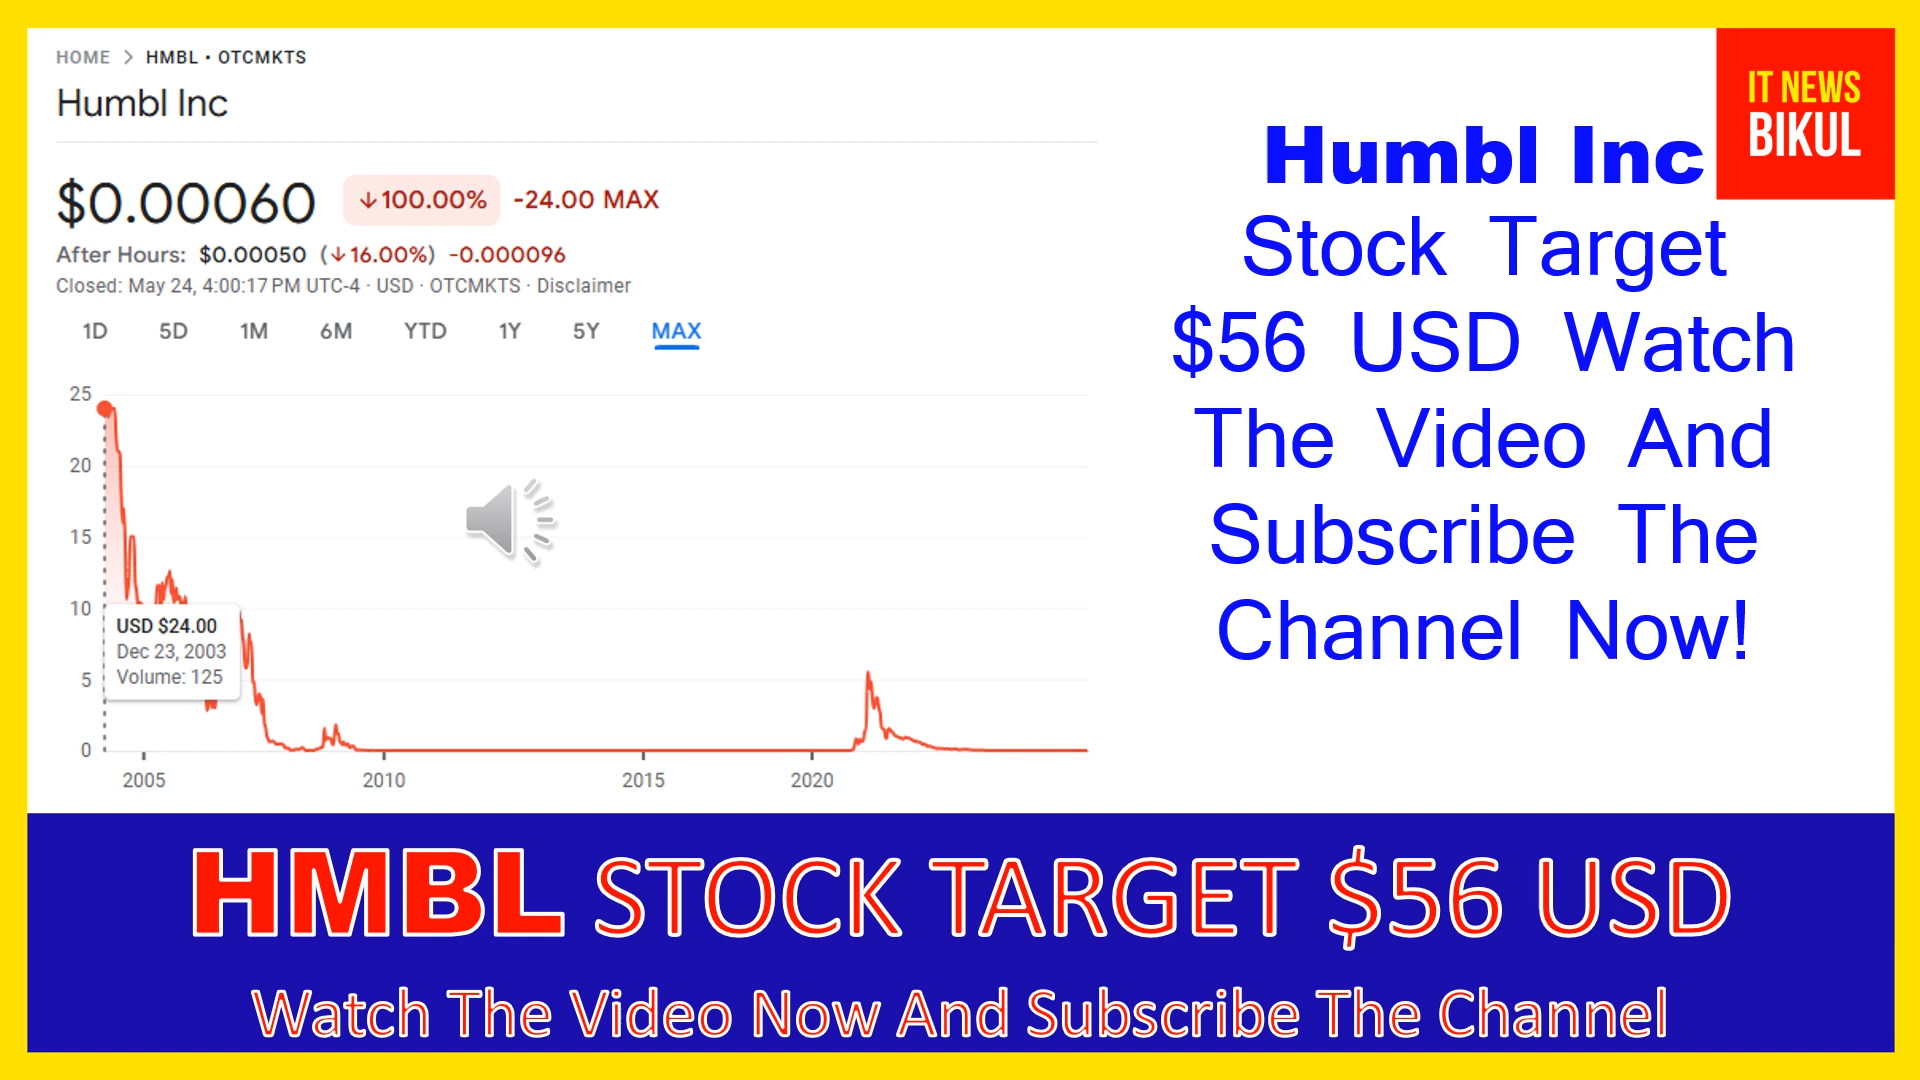 HOME > HMBL • OTCMKTS
Humbl Inc
$0.00060 ↓100.00% -24.00 MAX
After Hours: $0.00050 (↓16.00%) -0.000096
Closed: May 24, 4:00:17 PM UTC-4 · USD · OTCMKTS · Disclaimer
1D 5D 1M 6M YTD 1Y 5Y MAX
25
20
15
10
5
0
USD $24.00
Dec 23, 2003
Volume: 125
2005 2010 2015 2020
IT NEWS
BIKUL
Humbl Inc
Stock Target
$56 USD Watch
The Video And
Subscribe The
Channel Now!
HMBL STOCK TARGET $56 USD
Watch The Video Now And Subscribe The Channel